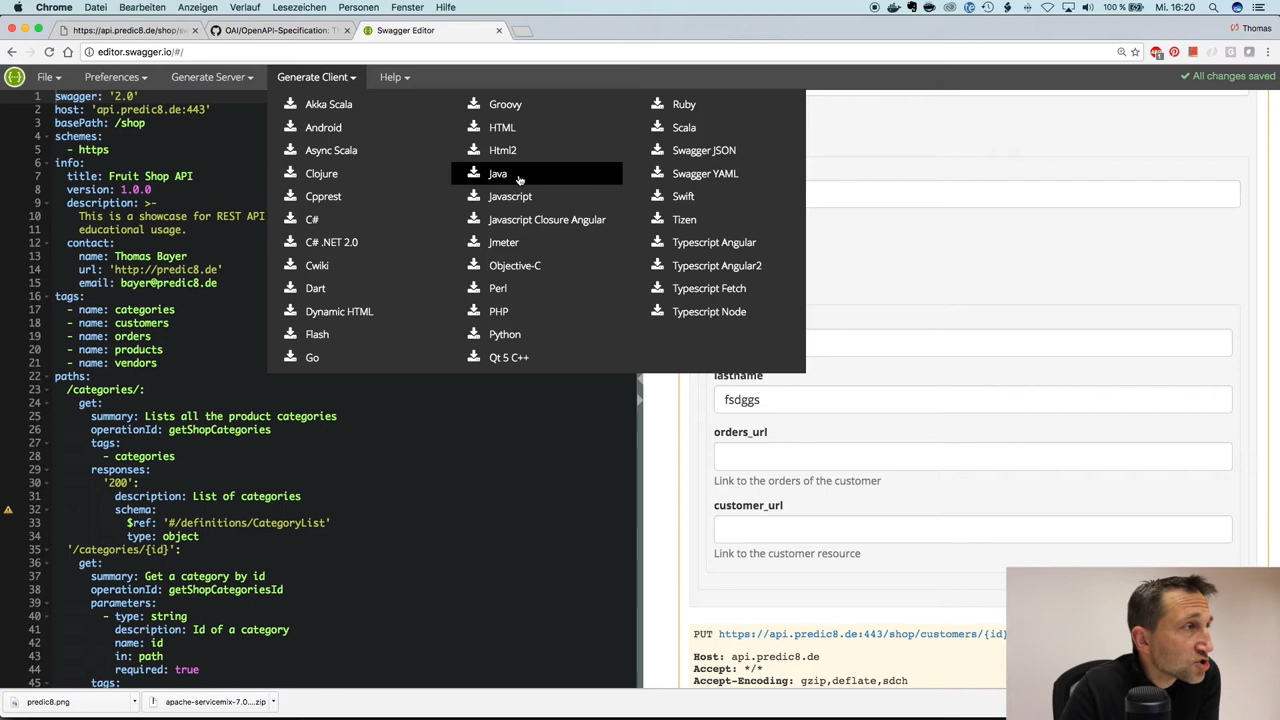 Chrome Datei Bearbeiten Anzeigen Verlauf Lesezeichen Personen Fenster Hilfe 100 % Mi. 16:20
https://api.predic8.de/shop/sw
OAI/OpenAPI-Specification: Th
Swagger Editor
Thomas
editor.swagger.io/#/
File Preferences Generate Server Generate Client Help All changes saved
Akka Scala
Android
Async Scala
Clojure
Cpprest
C#
C# .NET 2.0
Cwiki
Dart
Dynamic HTML
Flash
Go
Groovy
HTML
Html2
Java
Javascript
Javascript Closure Angular
Jmeter
Objective-C
Perl
PHP
Python
Qt 5 C++
Ruby
Scala
Swagger JSON
Swagger YAML
Swift
Tizen
Typescript Angular
Typescript Angular2
Typescript Fetch
Typescript Node
1 swagger: '2.0'
2 host: 'api.predic8.de:443'
3 basePath: /shop
4 schemes:
5 - https
6 info:
7 title: Fruit Shop API
8 version: 1.0.0
9 description: >-
10 This is a showcase for REST API
11 educational usage.
12 contact:
13 name: Thomas Bayer
14 url: 'http://predic8.de'
15 email: bayer@predic8.de
16 tags:
17 - name: categories
18 - name: customers
19 - name: orders
20 - name: products
21 - name: vendors
22 paths:
23 /categories/:
24 get:
25 summary: Lists all the product categories
26 operationId: getShopCategories
27 tags:
28 - categories
29 responses:
30 '200':
31 description: List of categories
32 schema:
33 $ref: '#/definitions/CategoryList'
34 type: object
35 '/categories/{id}':
36 get:
37 summary: Get a category by id
38 operationId: getShopCategoriesId
39 parameters:
40 - type: string
41 description: Id of a category
42 name: id
43 in: path
44 required: true
45 tags:
lastname
fsdggs
orders_url
Link to the orders of the customer
customer_url
Link to the customer resource
PUT https://api.predic8.de:443/shop/customers/{id}
Host: api.predic8.de
Accept: */*
Accept-Encoding: gzip,deflate,sdch
predic8.png
apache-servicemix-7.0....zip